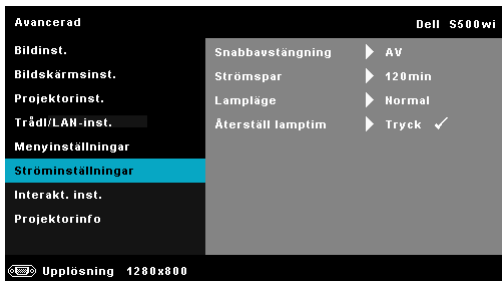 Avancerad Dell S500wi
Bildinst.
Bildskärmsinst.
Projektorinst.
Trådl/LAN-inst.
Menyinställningar
Ströminställningar
Interakt. inst.
Projektorinfo
Snabbavstängning AV
Strömspar 120min
Lampläge Normal
Återställ lamptim Tryck ✓
Upplösning 1280x800